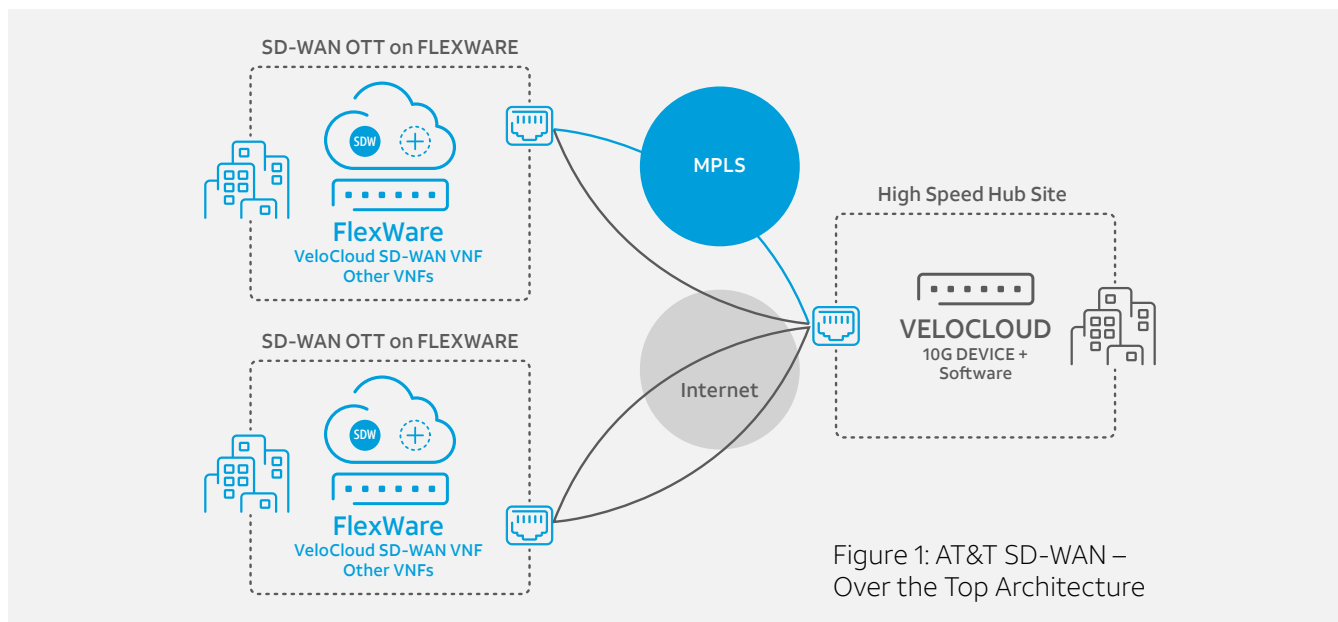 SD-WAN OTT on FLEXWARE
SDW
FlexWare
VeloCloud SD-WAN VNF
Other VNFs
MPLS
High Speed Hub Site
VELOCLOUD
10G DEVICE +
Software
SD-WAN OTT on FLEXWARE
SDW
FlexWare
VeloCloud SD-WAN VNF
Other VNFs
Internet
Figure 1: AT&T SD-WAN –
Over the Top Architecture